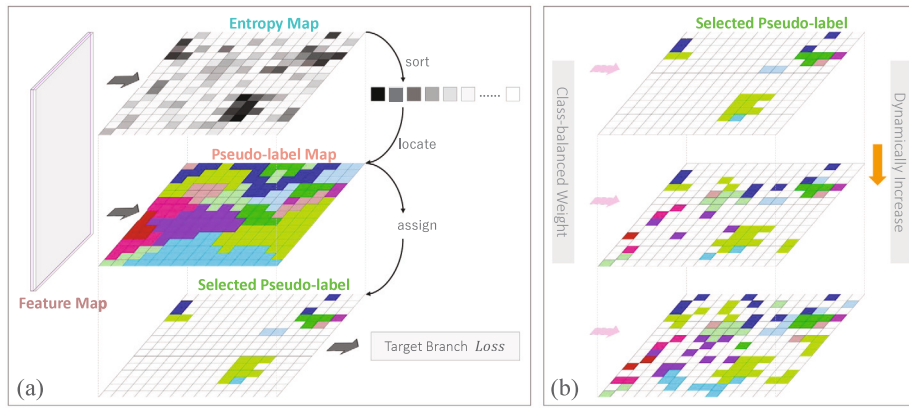 Entropy Map
sort
......
locate
Pseudo-label Map
assign
Feature Map
Selected Pseudo-label
Target Branch Loss
(a)
Selected Pseudo-label
Class-balanced Weight
Dynamically Increase
(b)